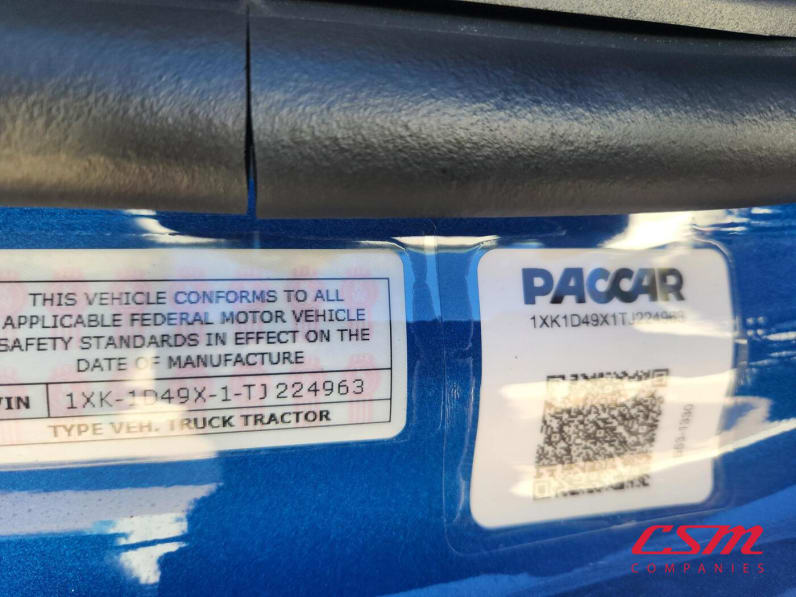 THIS VEHICLE CONFORMS TO ALL
APPLICABLE FEDERAL MOTOR VEHICLE
SAFETY STANDARDS IN EFFECT ON THE
DATE OF MANUFACTURE
VIN 1XK-1D49X-1-TJ224963
TYPE VEH. TRUCK TRACTOR
PACCAR
1XK1D49X1TJ224963
CSM
COMPANIES